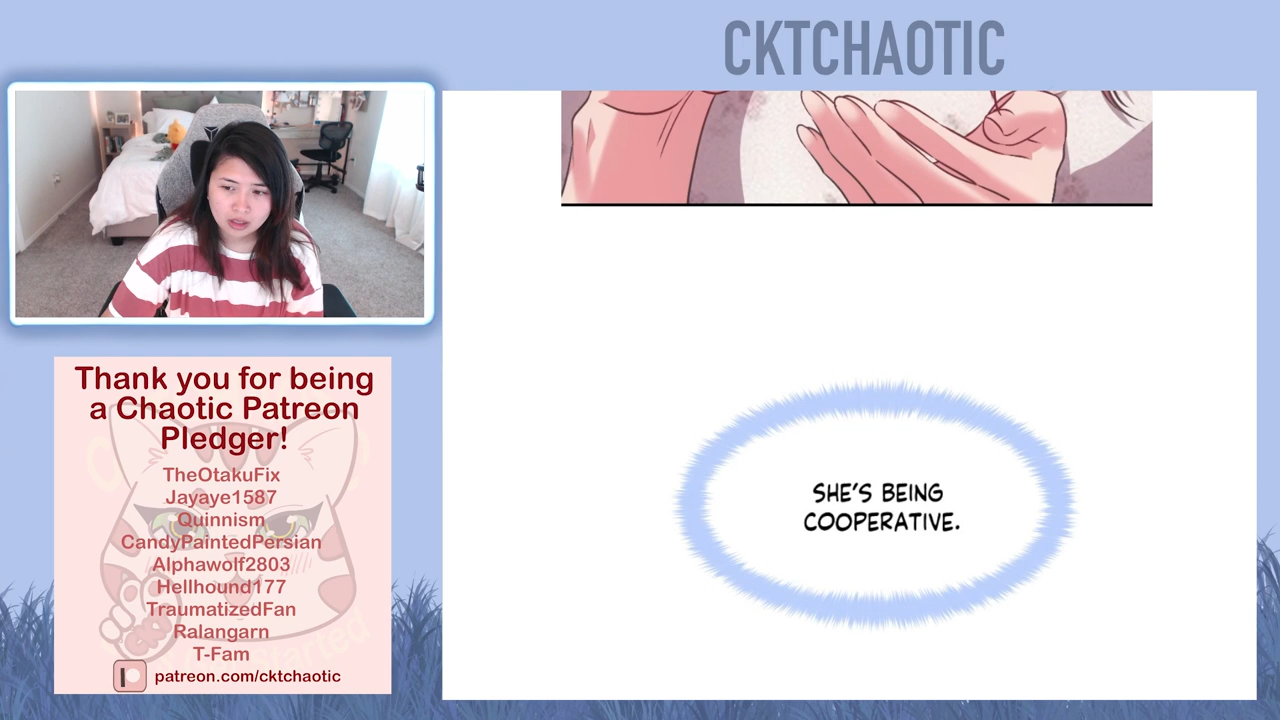 CKTCHAOTIC
Thank you for being
a Chaotic Patreon
Pledger!
TheOtakuFix
Jayaye1587
Quinnism
CandyPaintedPersian
Alphawolf2803
Hellhound177
TraumatizedFan
Ralangarn
T-Fam
patreon.com/cktchaotic
SHE'S BEING
COOPERATIVE.